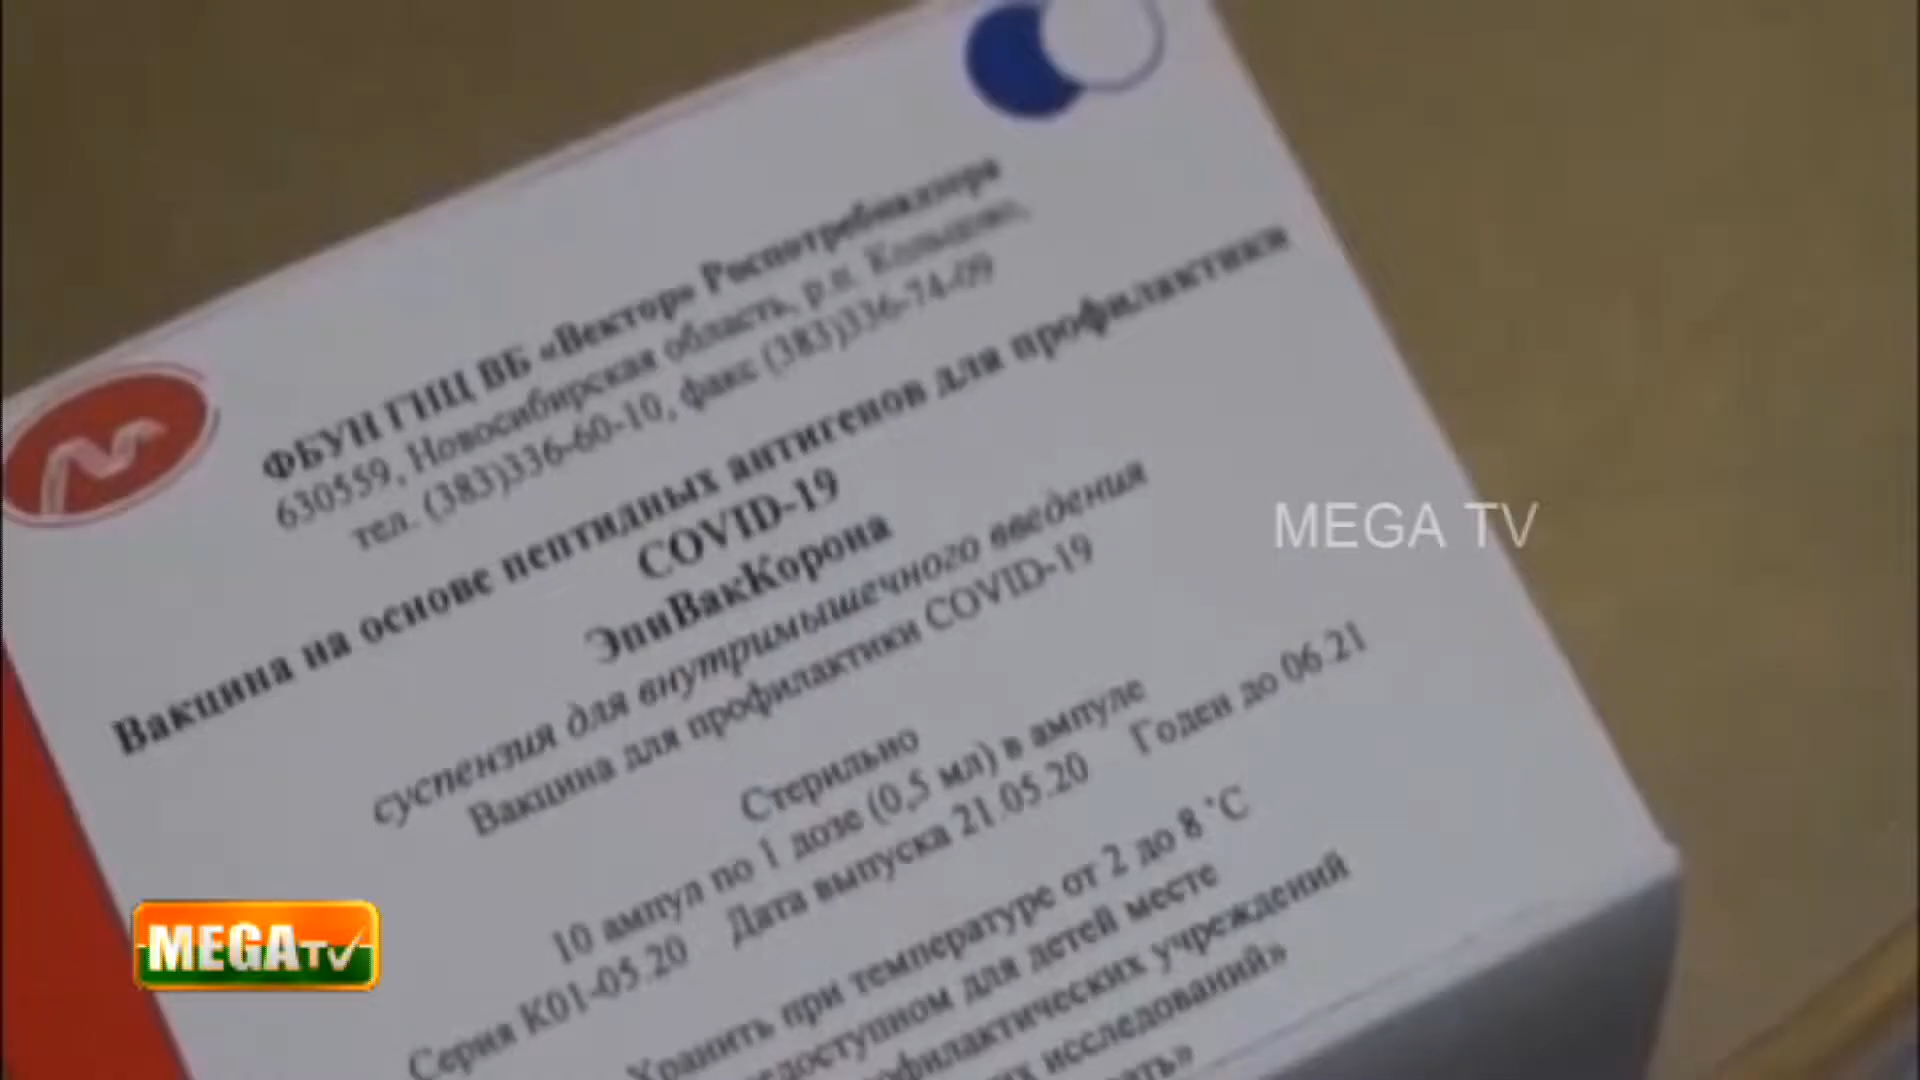 ФБУН ГНЦ ВБ «Вектор» Роспотребнадзора
630559, Новосибирская область, р.п. Кольцово,
тел. (383)336-60-10, факс (383)336-74-09
Вакцина на основе пептидных антигенов для профилактики
COVID-19
ЭпиВакКорона
суспензия для внутримышечного введения
Вакцина для профилактики COVID-19
Стерильно
10 ампул по 1 дозе (0,5 мл) в ампуле
Серия К01-05.20 Дата выпуска 21.05.20 Годен до 06.21
Хранить при температуре от 2 до 8 °С
для детей месте
учреждений
исследований»
MEGA TV
MEGA TV